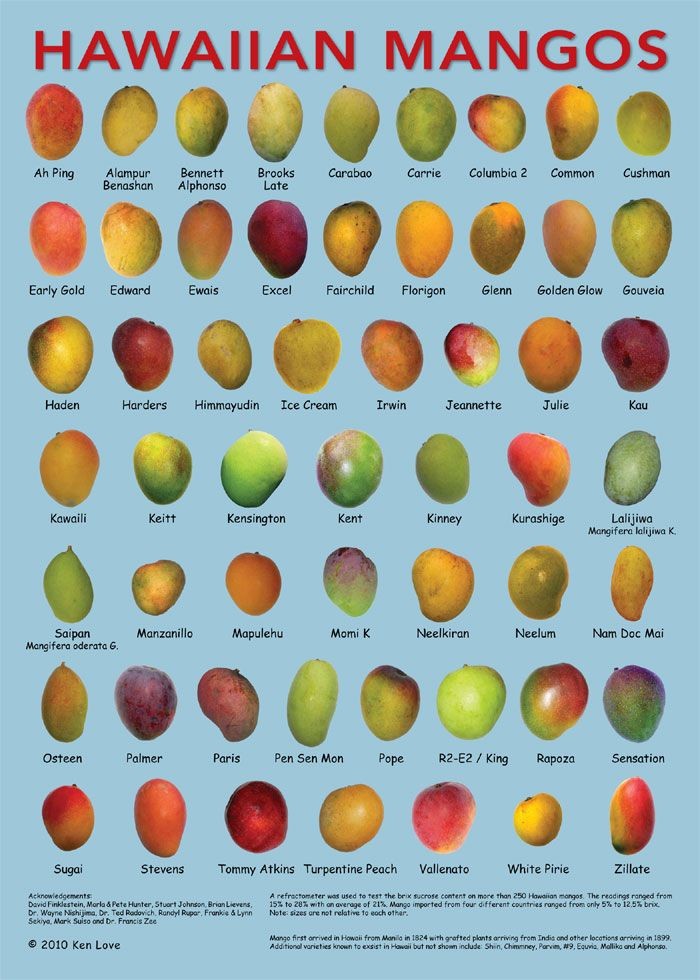 HAWAIIAN MANGOS
Ah Ping
Alampur
Benashan
Bennett
Alphonso
Brooks
Late
Carabao
Carrie
Columbia 2
Common
Cushman
Early Gold
Edward
Ewais
Excel
Fairchild
Florigon
Glenn
Golden Glow
Gouveia
Haden
Harders
Himmayudin
Ice Cream
Irwin
Jeannette
Julie
Kau
Kawaili
Keitt
Kensington
Kent
Kinney
Kurashige
Lalijiwa
Mangifera lalijiwa K.
Saipan
Mangifera oderata G.
Manzanillo
Mapulehu
Momi K
Neelkiran
Neelum
Nam Doc Mai
Osteen
Palmer
Paris
Pen Sen Mon
Pope
R2-E2 / King
Rapoza
Sensation
Sugai
Stevens
Tommy Atkins
Turpentine Peach
Vallenato
White Pirie
Zillate
Acknowledgements:
David Finklestein, Marla & Pete Hunter, Stuart Johnson, Brian Lievens,
Dr. Wayne Nishijima, Dr. Ted Radovich, Randyl Rupar, Frankie & Lynn
Sekiya, Mark Suiso and Dr. Francis Zee
© 2010 Ken Love
A refractometer was used to test the brix sucrose content on more than 250 Hawaiian mangos. The readings ranged from
15% to 28% with an average of 21%. Mango imported from four different countries ranged from only 5% to 12.5% brix.
Note: sizes are not relative to each other.
Mango first arrived in Hawaii from Manila in 1824 with grafted plants arriving from India and other locations arriving in 1899.
Additional varieties known to exsist in Hawaii but not shown include: Shiin, Chimmey, Parvim, M9, Equvia, Mallika and Alphonso.